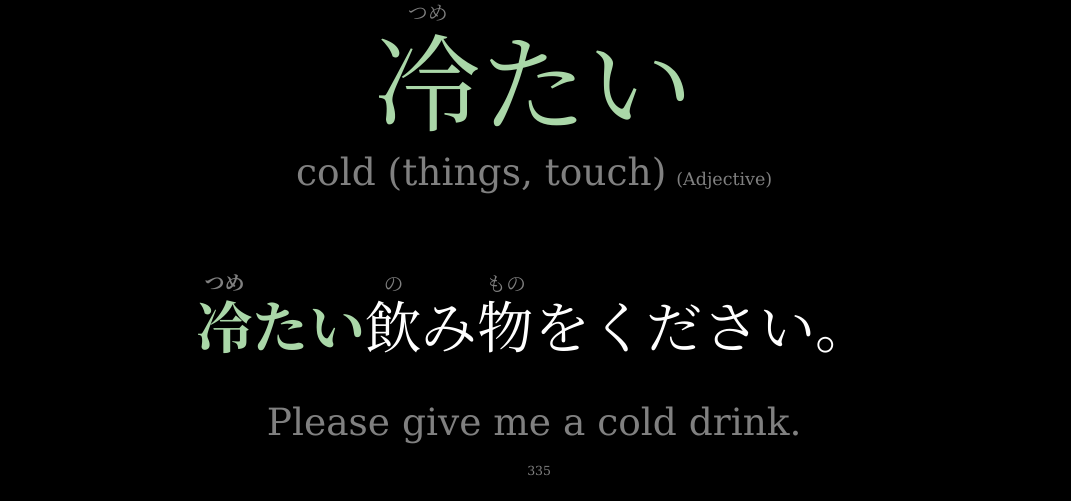 つめ
冷たい
cold (things, touch) (Adjective)
つめ の もの
冷たい飲み物をください。
Please give me a cold drink.
335